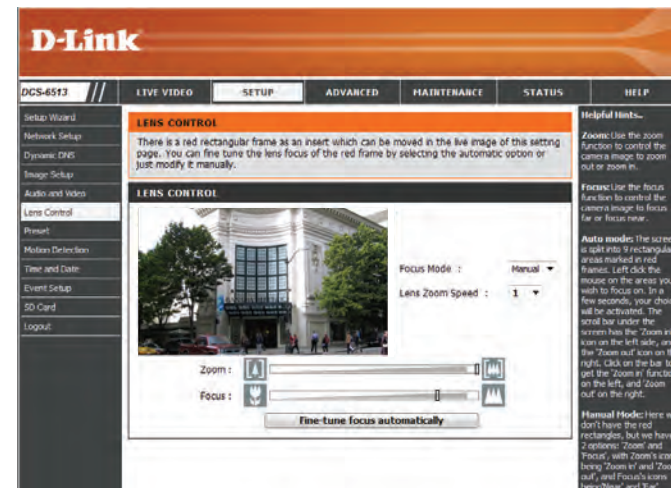 D-Link
DCS-6513
LIVE VIDEO
SETUP
ADVANCED
MAINTENANCE
STATUS
HELP
Setup Wizard
Network Setup
Dynamic DNS
Image Setup
Audio and Video
Lens Control
Preset
Motion Detection
Time and Date
Event Setup
SD Card
Logout
LENS CONTROL
There is a red rectangular frame as an insert which can be moved in the live image of this setting
page. You can fine tune the lens focus of the red frame by selecting the automatic option or
just modify it manually.
LENS CONTROL
Focus Mode :
Manual
Lens Zoom Speed :
1
Zoom :
Focus :
Fine-tune focus automatically
Helpful Hints..
Zoom: Use the zoom
function to control the
camera image to zoom
out or zoom in.
Focus: Use the focus
function to control the
camera image to focus
far or focus near.
Auto mode: The screen
is split into 9 rectangular
areas marked in red
frames. Left click the
mouse on the areas you
wish to focus on. In a
few seconds, your choice
will be activated. The
scroll bar under the
screen has the 'Zoom in'
icon on the left side, and
the 'Zoom out' icon on the
right. Click on the bar to
get the 'Zoom in' function
on the left, and 'Zoom
out' on the right.
Manual Mode: Here we
don't have the red
rectangles, but we have
2 options: 'Zoom' and
'Focus', with Zoom's icons
being 'Zoom in' and 'Zoom
out', and Focus's icons
being 'Near' and 'Far'